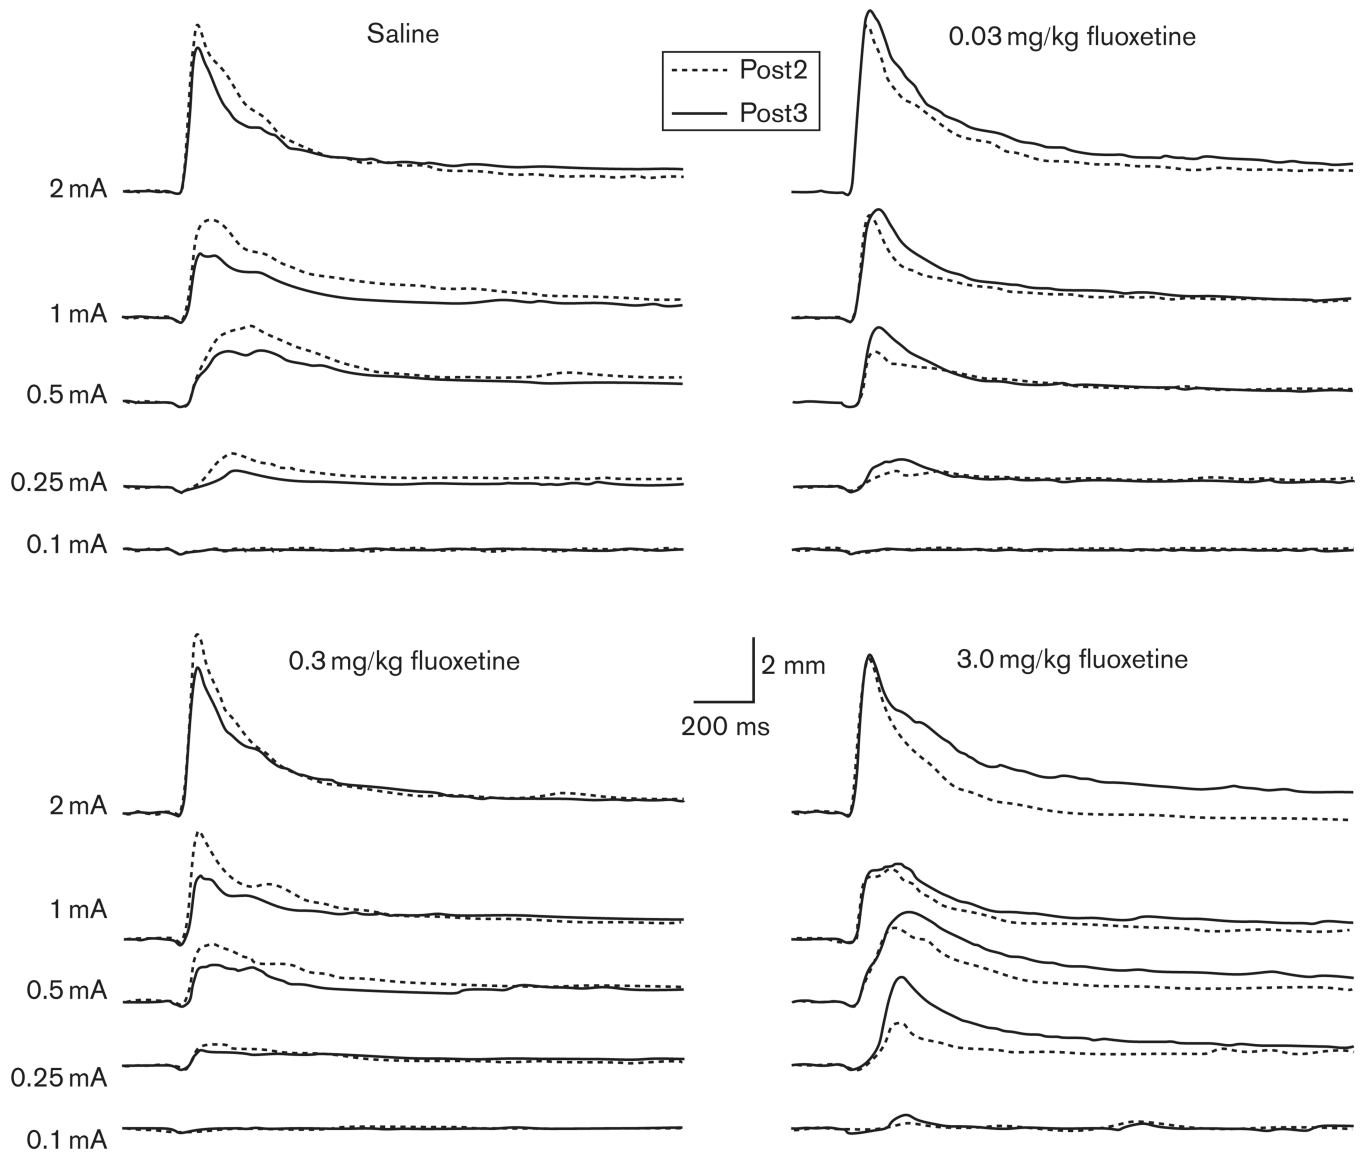 Saline
0.03 mg/kg fluoxetine
Post2
Post3
2 mA
1 mA
0.5 mA
0.25 mA
0.1 mA
0.3 mg/kg fluoxetine
3.0 mg/kg fluoxetine
2 mm
200 ms
2 mA
1 mA
0.5 mA
0.25 mA
0.1 mA